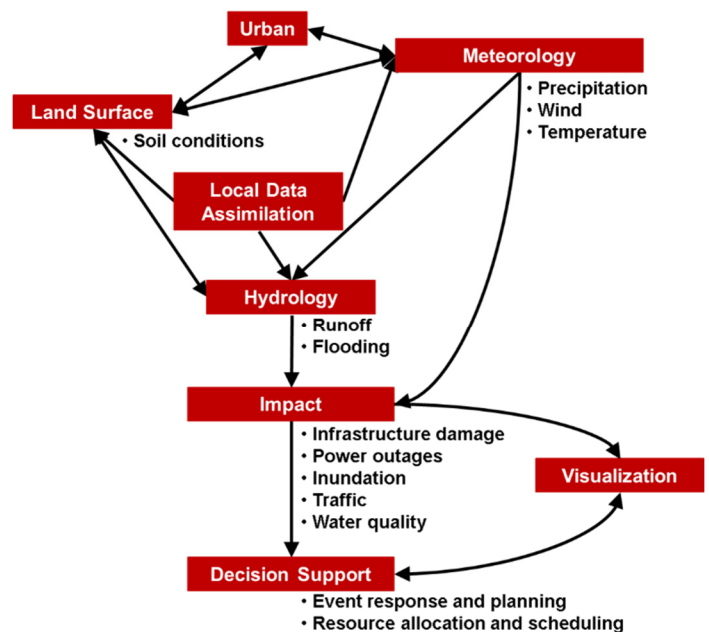 Urban
Meteorology
• Precipitation
• Wind
• Temperature
Land Surface
• Soil conditions
Local Data
Assimilation
Hydrology
• Runoff
• Flooding
Impact
• Infrastructure damage
• Power outages
• Inundation
• Traffic
• Water quality
Visualization
Decision Support
• Event response and planning
• Resource allocation and scheduling